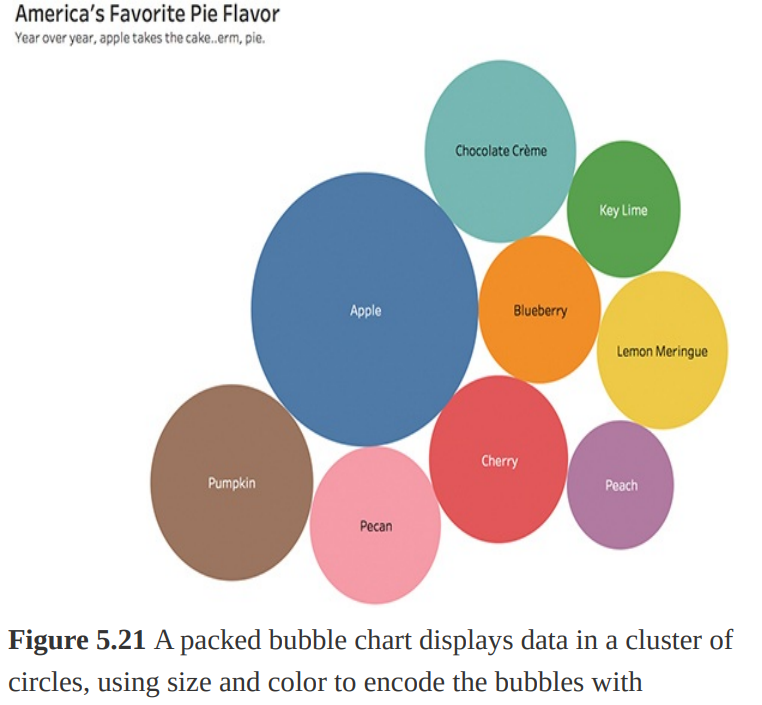 America's Favorite Pie Flavor
Year over year, apple takes the cake..erm, pie.
Chocolate Crème
Key Lime
Apple
Blueberry
Lemon Meringue
Cherry
Pumpkin
Peach
Pecan
Figure 5.21 A packed bubble chart displays data in a cluster of
circles, using size and color to encode the bubbles with